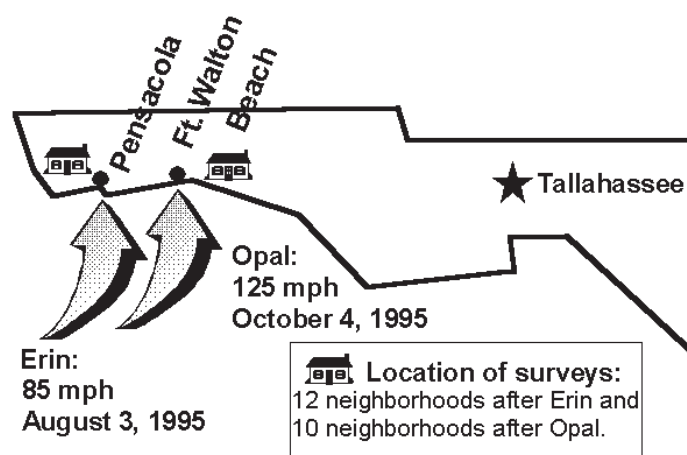 Pensacola
Ft. Walton
Beach
Tallahassee
Opal:
125 mph
October 4, 1995
Erin:
85 mph
August 3, 1995
Location of surveys:
12 neighborhoods after Erin and
10 neighborhoods after Opal.